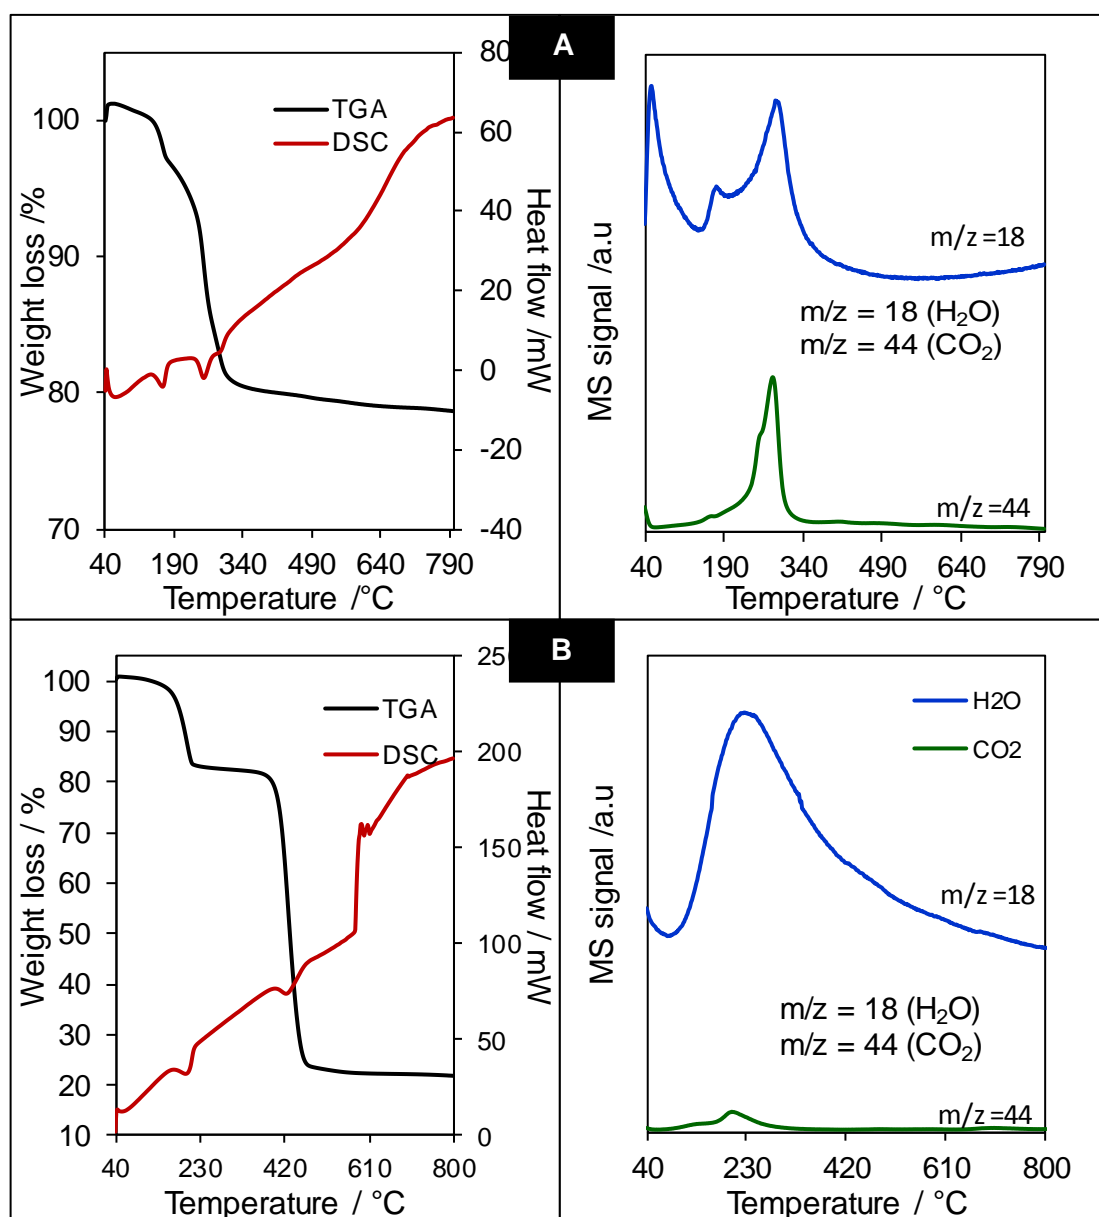 A
80
60
40
20
0
-20
-40
100
90
80
70
TGA
DSC
Weight loss /%
Heat flow /mW
40 190 340 490 640 790
Temperature /°C
MS signal /a.u
m/z =18
m/z = 18 (H₂O)
m/z = 44 (CO₂)
m/z=44
40 190 340 490 640 790
Temperature / °C
B
100
90
80
70
60
50
40
30
20
10
TGA
DSC
Weight loss / %
250
200
150
100
50
0
Heat flow / mW
40 230 420 610 800
Temperature / °C
MS signal /a.u
H2O
CO2
m/z =18
m/z = 18 (H₂O)
m/z = 44 (CO₂)
m/z=44
40 230 420 610 800
Temperature / °C